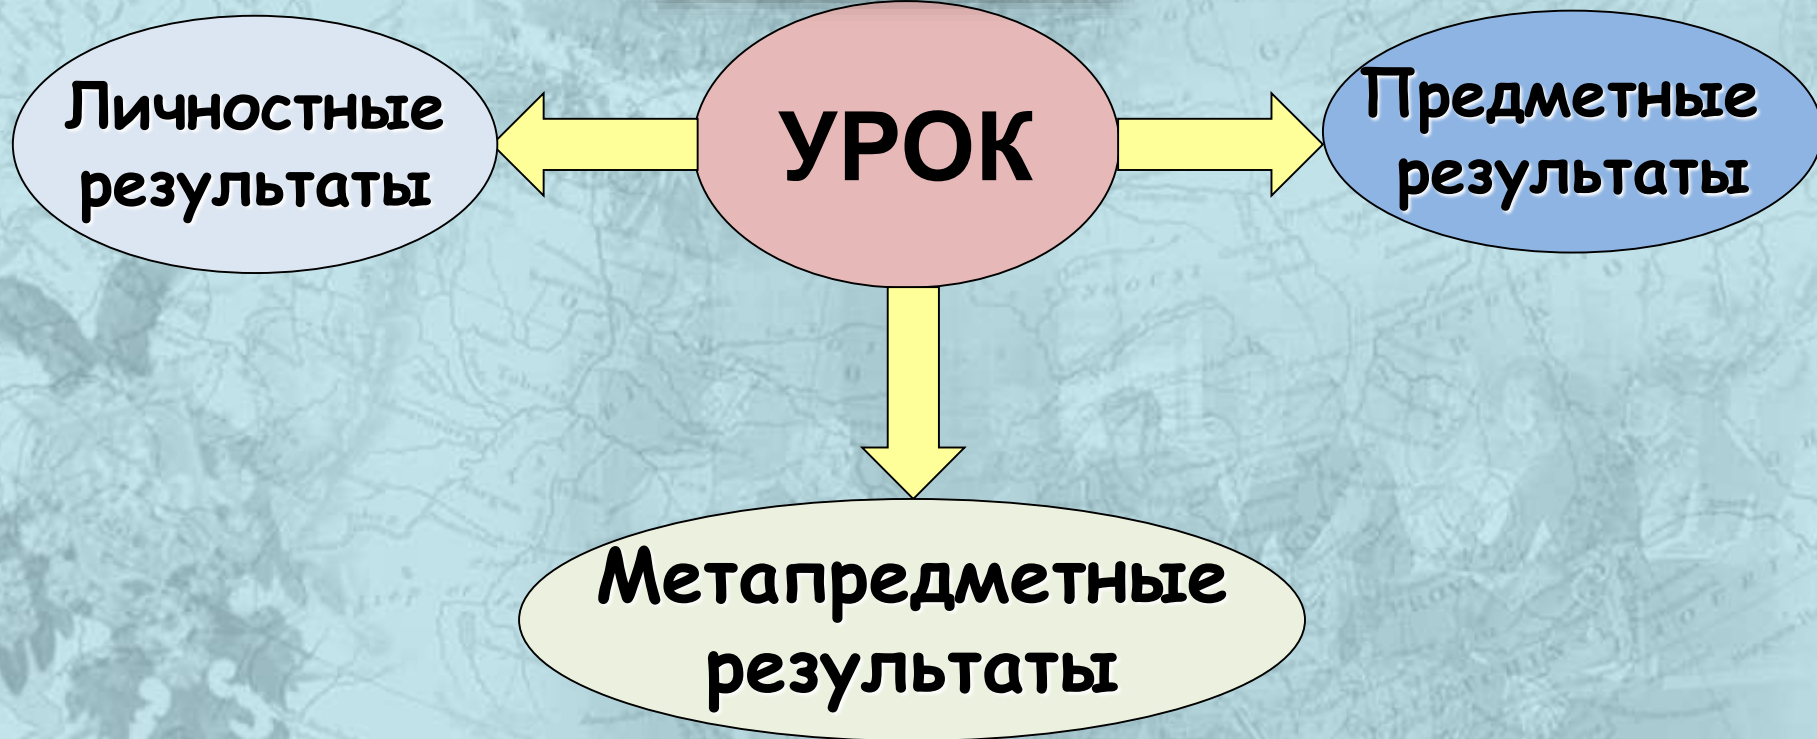 Личностные
результаты
УРОК
Предметные
результаты
Метапредметные
результаты